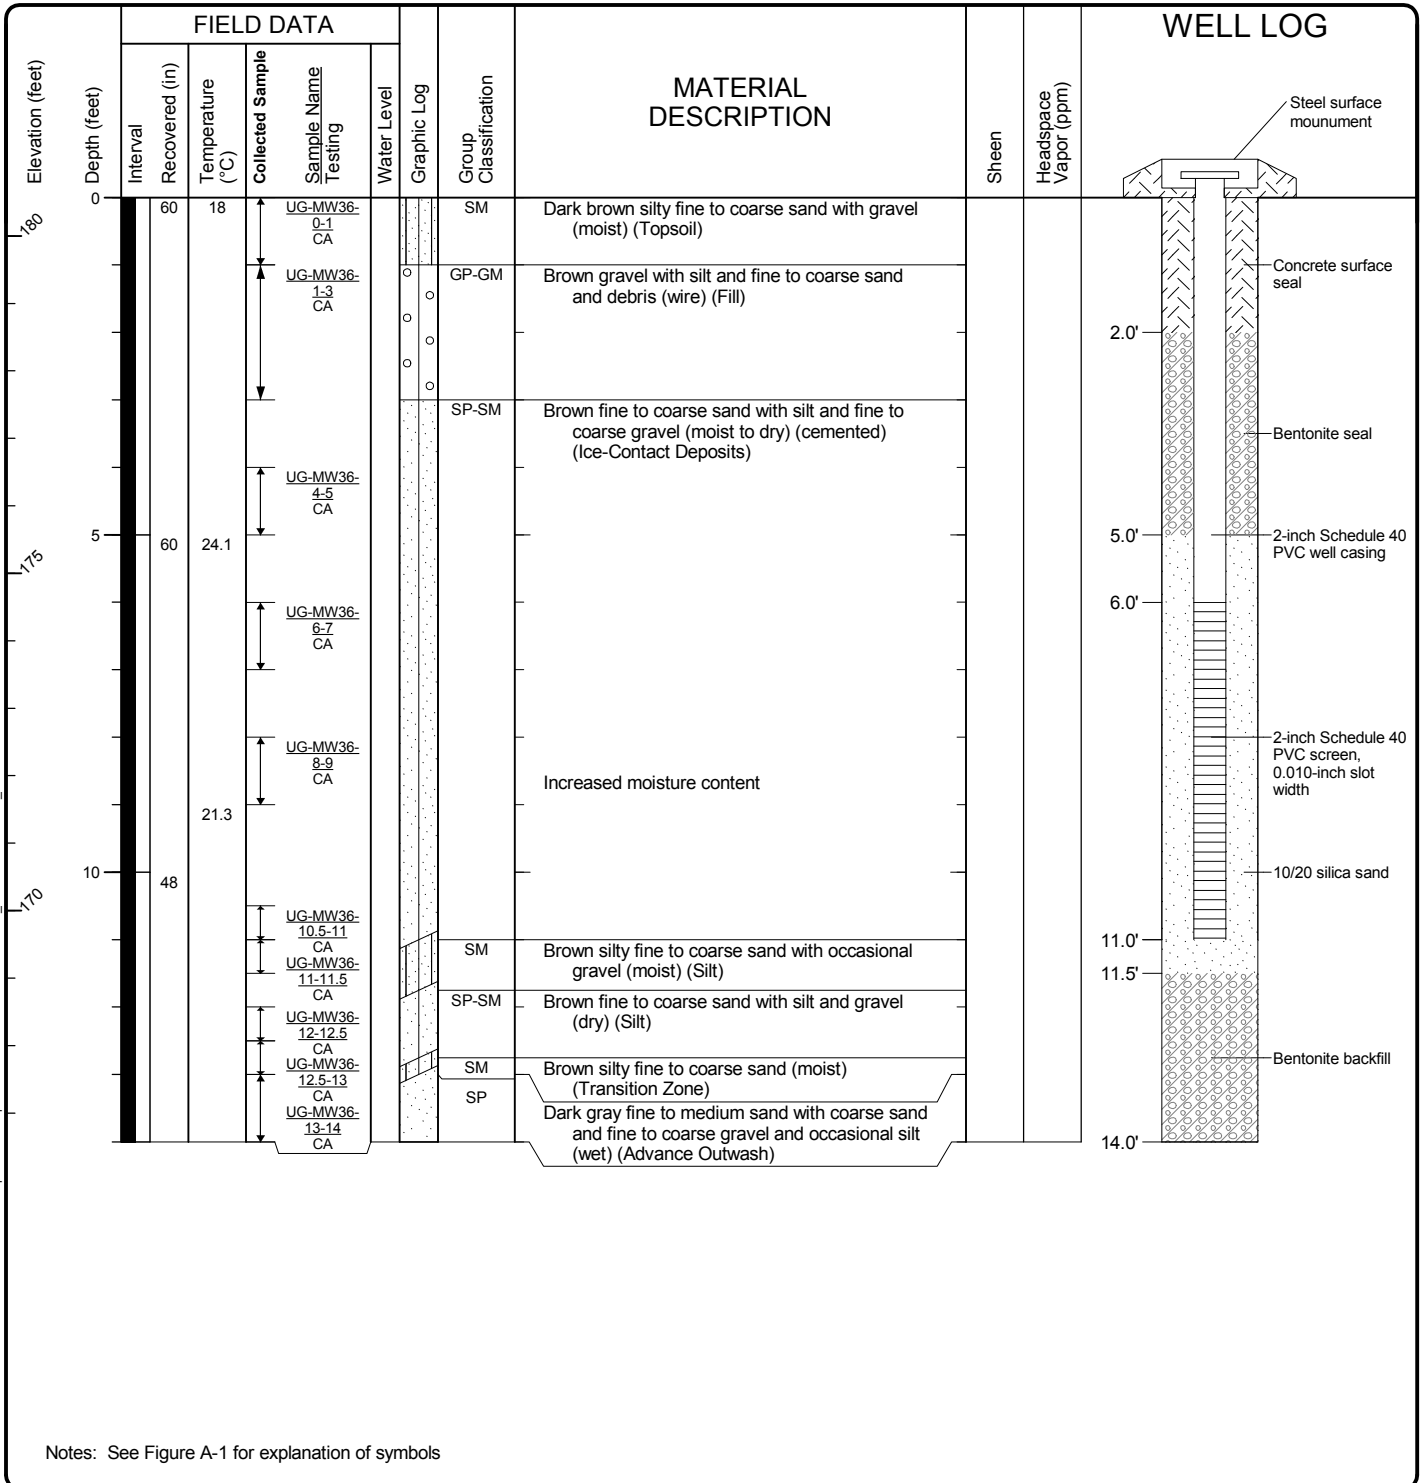 FIELD DATA
WELL LOG
Elevation (feet)
Depth (feet)
Interval
Recovered (in)
Temperature
(°C)
Collected Sample
Sample Name
Testing
Water Level
Graphic Log
Group
Classification
MATERIAL
DESCRIPTION
Sheen
Headspace
Vapor (ppm)
Steel surface
mounument
0
180
60
18
UG-MW36-
0-1
CA
SM
Dark brown silty fine to coarse sand with gravel
(moist) (Topsoil)
UG-MW36-
1-3
CA
GP-GM
Brown gravel with silt and fine to coarse sand
and debris (wire) (Fill)
Concrete surface
seal
2.0'
SP-SM
Brown fine to coarse sand with silt and fine to
coarse gravel (moist to dry) (cemented)
(Ice-Contact Deposits)
Bentonite seal
UG-MW36-
4-5
CA
5
175
60
24.1
5.0'
2-inch Schedule 40
PVC well casing
6.0'
UG-MW36-
6-7
CA
UG-MW36-
8-9
CA
2-inch Schedule 40
PVC screen,
0.010-inch slot
width
Increased moisture content
21.3
10
170
48
10/20 silica sand
UG-MW36-
10.5-11
CA
11.0'
SM
Brown silty fine to coarse sand with occasional
gravel (moist) (Silt)
UG-MW36-
11-11.5
CA
11.5'
SP-SM
Brown fine to coarse sand with silt and gravel
(dry) (Silt)
UG-MW36-
12-12.5
CA
UG-MW36-
12.5-13
CA
SM
Brown silty fine to coarse sand (moist)
(Transition Zone)
Bentonite backfill
SP
UG-MW36-
13-14
CA
Dark gray fine to medium sand with coarse sand
and fine to coarse gravel and occasional silt
(wet) (Advance Outwash)
14.0'
Notes: See Figure A-1 for explanation of symbols